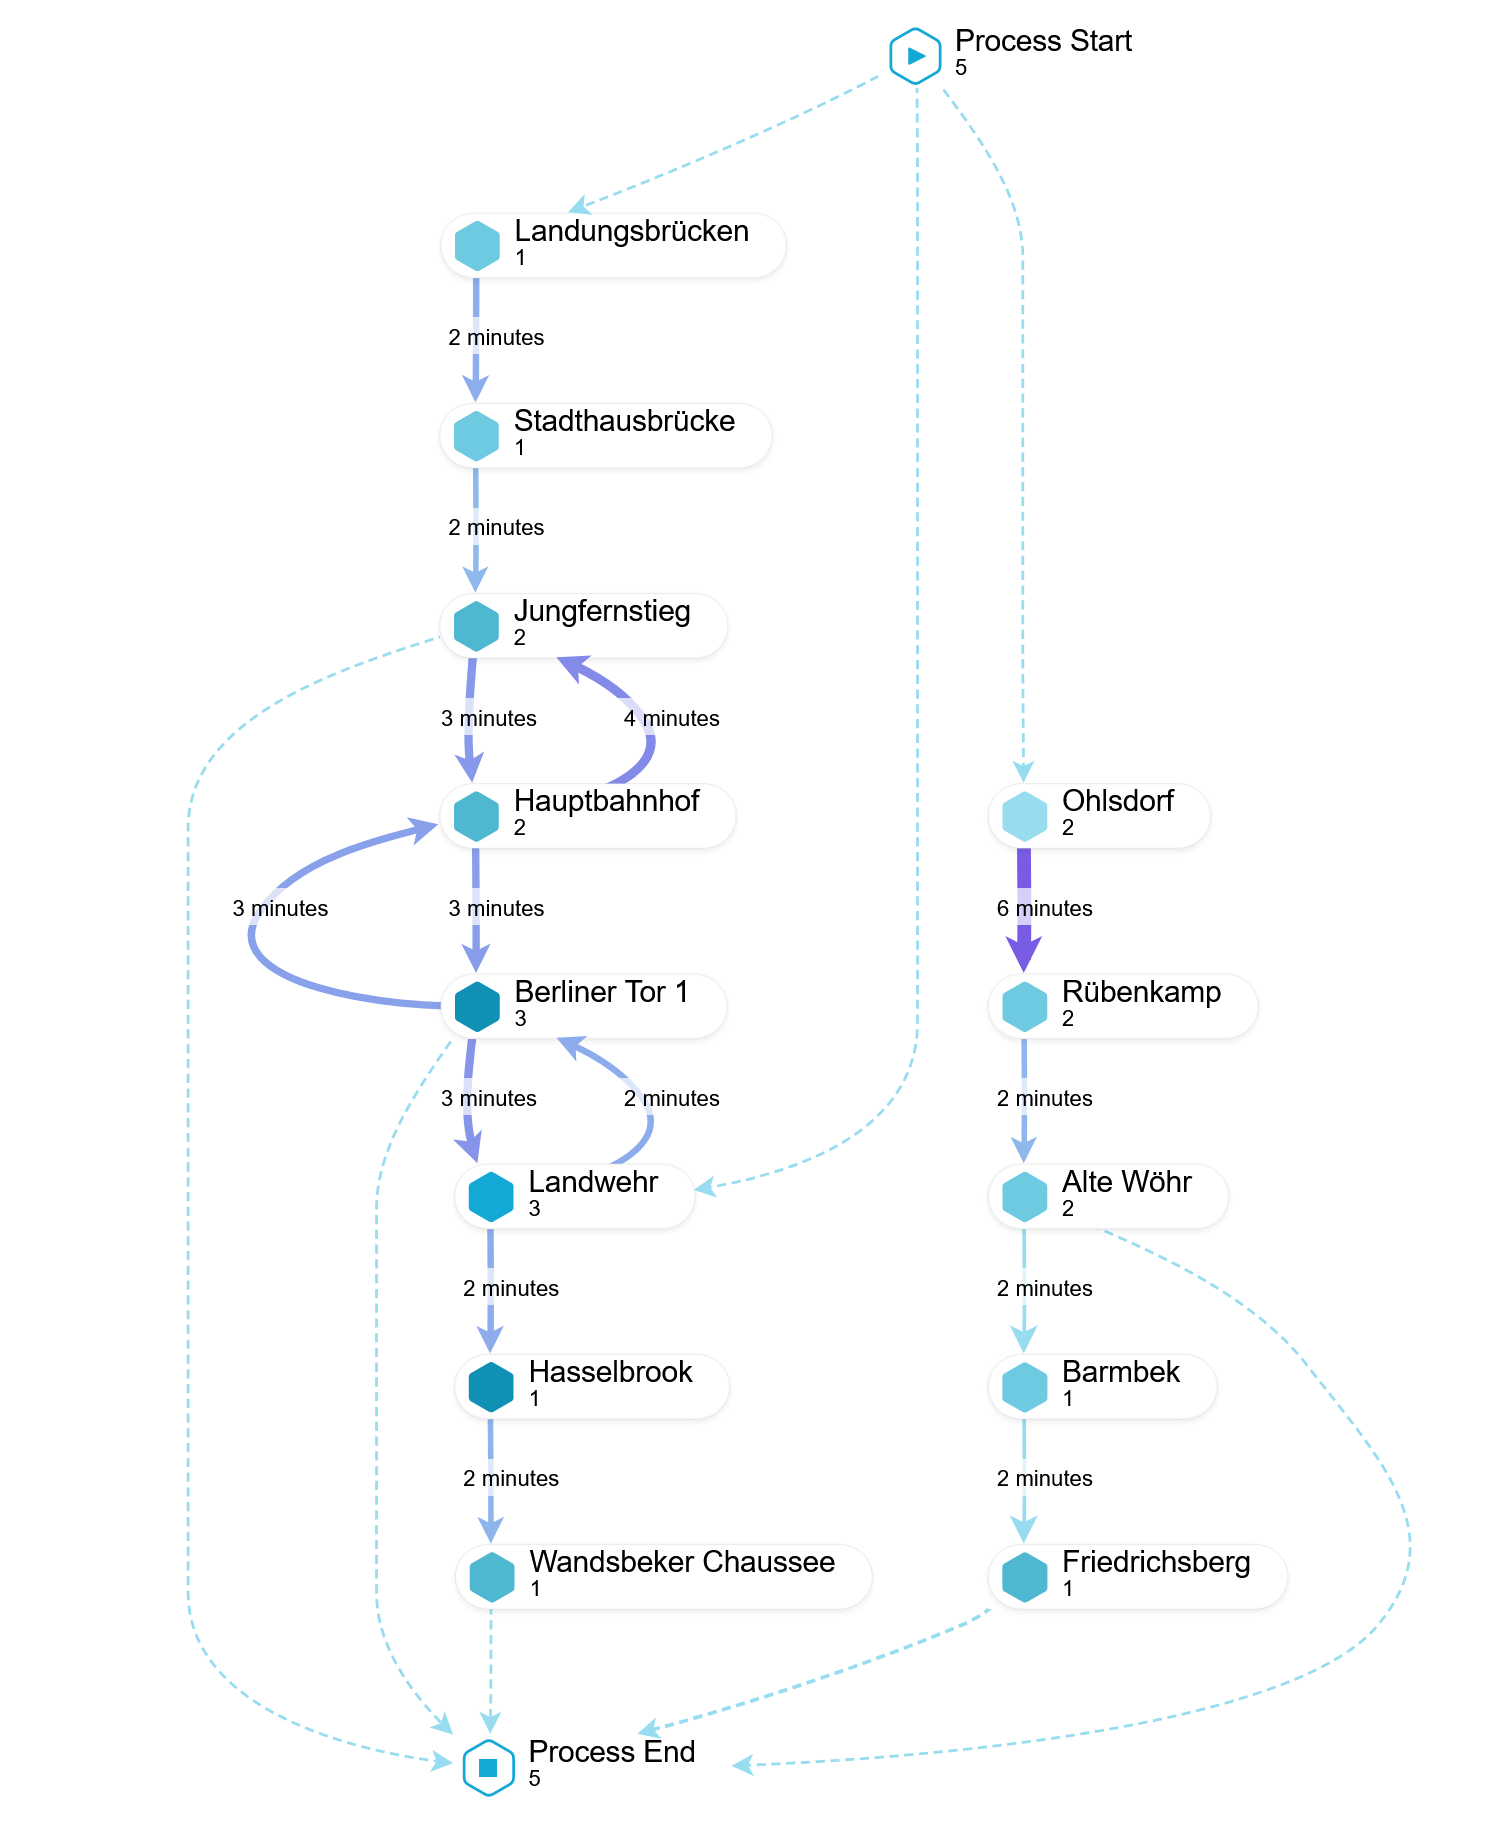 Process Start
5
Landungsbrücken
1
2 minutes
Stadthausbrücke
1
2 minutes
Jungfernstieg
2
3 minutes
4 minutes
Hauptbahnhof
2
Ohlsdorf
2
3 minutes
3 minutes
6 minutes
Berliner Tor 1
3
Rübenkamp
2
3 minutes
2 minutes
2 minutes
Landwehr
3
Alte Wöhr
2
2 minutes
2 minutes
Hasselbrook
1
Barmbek
1
2 minutes
2 minutes
Wandsbeker Chaussee
1
Friedrichsberg
1
Process End
5